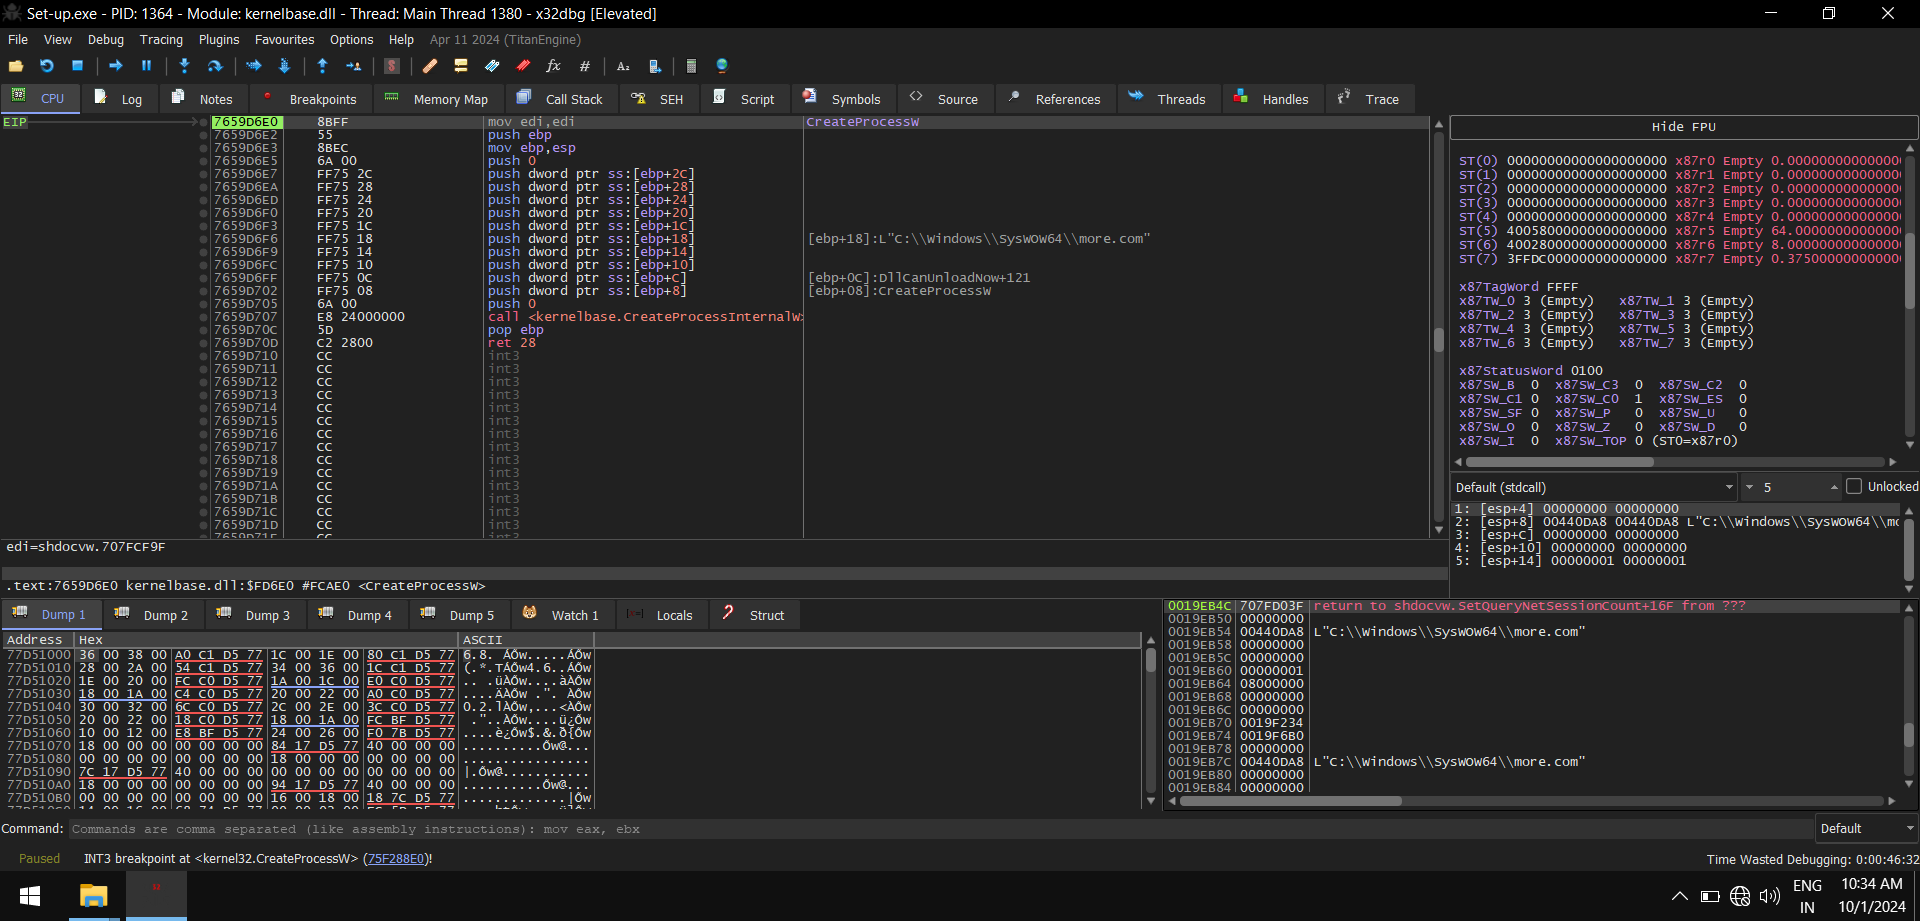 Set-up.exe - PID: 1364 - Module: kernelbase.dll - Thread: Main Thread 1380 - x32dbg [Elevated]
File View Debug Tracing Plugins Favourites Options Help Apr 11 2024 (TitanEngine)
CPU Log Notes Breakpoints Memory Map Call Stack SEH Script Symbols Source References Threads Handles Trace
EIP
7659D6E0 8BFF mov edi,edi CreateProcessW
7659D6E2 55 push ebp
7659D6E3 8BEC mov ebp,esp
7659D6E5 6A 00 push 0
7659D6E7 FF75 2C push dword ptr ss:[ebp+2C]
7659D6EA FF75 28 push dword ptr ss:[ebp+28]
7659D6ED FF75 24 push dword ptr ss:[ebp+24]
7659D6F0 FF75 20 push dword ptr ss:[ebp+20]
7659D6F3 FF75 1C push dword ptr ss:[ebp+1C]
7659D6F6 FF75 18 push dword ptr ss:[ebp+18] [ebp+18]:L"C:\\Windows\\SysWOW64\\more.com"
7659D6F9 FF75 14 push dword ptr ss:[ebp+14]
7659D6FC FF75 10 push dword ptr ss:[ebp+10]
7659D6FF FF75 0C push dword ptr ss:[ebp+C] [ebp+0C]:DllCanUnloadNow+121
7659D702 FF75 08 push dword ptr ss:[ebp+8] [ebp+08]:CreateProcessW
7659D705 6A 00 push 0
7659D707 E8 24000000 call <kernelbase.CreateProcessInternalW>
7659D70C 5D pop ebp
7659D70D C2 2800 ret 28
7659D710 CC int3
7659D711 CC int3
7659D712 CC int3
7659D713 CC int3
7659D714 CC int3
7659D715 CC int3
7659D716 CC int3
7659D717 CC int3
7659D718 CC int3
7659D719 CC int3
7659D71A CC int3
7659D71B CC int3
7659D71C CC int3
7659D71D CC int3
Hide FPU
ST(0) 00000000000000000000 x87r0 Empty 0.000000000000000
ST(1) 00000000000000000000 x87r1 Empty 0.000000000000000
ST(2) 00000000000000000000 x87r2 Empty 0.000000000000000
ST(3) 00000000000000000000 x87r3 Empty 0.000000000000000
ST(4) 00000000000000000000 x87r4 Empty 0.000000000000000
ST(5) 40058000000000000000 x87r5 Empty 64.00000000000000
ST(6) 40028000000000000000 x87r6 Empty 8.000000000000000
ST(7) 3FFDC000000000000000 x87r7 Empty 0.375000000000000
x87TagWord FFFF
x87TW_0 3 (Empty) x87TW_1 3 (Empty)
x87TW_2 3 (Empty) x87TW_3 3 (Empty)
x87TW_4 3 (Empty) x87TW_5 3 (Empty)
x87TW_6 3 (Empty) x87TW_7 3 (Empty)
x87StatusWord 0100
x87SW_B 0 x87SW_C3 0 x87SW_C2 0
x87SW_C1 0 x87SW_C0 1 x87SW_ES 0
x87SW_SF 0 x87SW_P 0 x87SW_U 0
x87SW_O 0 x87SW_Z 0 x87SW_D 0
x87SW_I 0 x87SW_TOP 0 (ST0=x87r0)
Default (stdcall) 5 Unlocked
1: [esp+4] 00000000 00000000
2: [esp+8] 00440DA8 00440DA8 L"C:\\Windows\\SysWOW64\\mo
3: [esp+C] 00000000 00000000
4: [esp+10] 00000000 00000000
5: [esp+14] 00000001 00000001
edi=shdocvw.707FCF9F
.text:7659D6E0 kernelbase.dll:$FD6E0 #FCAE0 <CreateProcessW>
Dump 1 Dump 2 Dump 3 Dump 4 Dump 5 Watch 1 Locals Struct
Address Hex ASCII
77D51000 36 00 38 00 A0 C1 D5 77 1C 00 1E 00 80 C1 D5 77 6.8. ÁÕw.....ÁÕw
77D51010 28 00 2A 00 54 C1 D5 77 34 00 36 00 1C C1 D5 77 (.*.TÁÕw4.6..ÁÕw
77D51020 1E 00 20 00 FC C0 D5 77 1A 00 1C 00 E0 C0 D5 77 .. .üÀÕw....àÀÕw
77D51030 18 00 1A 00 C4 C0 D5 77 20 00 22 00 A0 C0 D5 77 ....ÄÀÕw .". ÀÕw
77D51040 30 00 32 00 6C C0 D5 77 2C 00 2E 00 3C C0 D5 77 0.2.lÀÕw,...<ÀÕw
77D51050 20 00 22 00 18 C0 D5 77 18 00 1A 00 FC BF D5 77 .."..ÀÕw....ü¿Õw
77D51060 10 00 12 00 E8 BF D5 77 24 00 26 00 F0 7B D5 77 ....è¿Õw$.&.ð{Õw
77D51070 18 00 00 00 00 00 00 00 84 17 D5 77 40 00 00 00 ..........Õw@...
77D51080 00 00 00 00 00 00 00 00 18 00 00 00 00 00 00 00 ................
77D51090 7C 17 D5 77 40 00 00 00 00 00 00 00 00 00 00 00 |.Õw@...........
77D510A0 18 00 00 00 00 00 00 00 94 17 D5 77 40 00 00 00 ..........Õw@...
77D510B0 00 00 00 00 00 00 00 00 16 00 18 00 18 7C D5 77 .............|Õw
0019EB4C 707FD03F return to shdocvw.SetQueryNetSessionCount+16F from ???
0019EB50 00000000
0019EB54 00440DA8 L"C:\\Windows\\SysWOW64\\more.com"
0019EB58 00000000
0019EB5C 00000000
0019EB60 00000001
0019EB64 08000000
0019EB68 00000000
0019EB6C 00000000
0019EB70 0019F234
0019EB74 0019F6B0
0019EB78 00000000
0019EB7C 00440DA8 L"C:\\Windows\\SysWOW64\\more.com"
0019EB80 00000000
0019EB84 00000000
Command: Commands are comma separated (like assembly instructions): mov eax, ebx Default
Paused INT3 breakpoint at <kernel32.CreateProcessW> (75F288E0)! Time Wasted Debugging: 0:00:46:32
ENG 10:34 AM
IN 10/1/2024